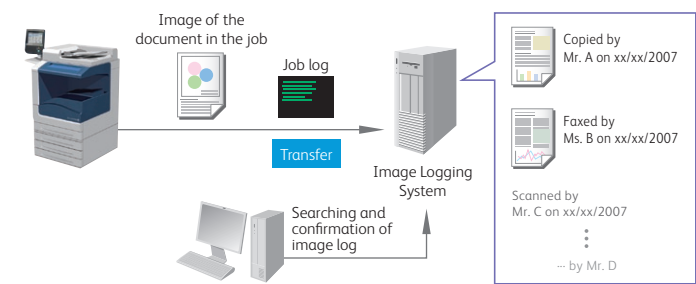 Image of the
document in the job
Job log
Transfer
Image Logging
System
Searching and
confirmation of
image log
Copied by
Mr. A on xx/xx/2007
Faxed by
Ms. B on xx/xx/2007
Scanned by
Mr. C on xx/xx/2007
... by Mr. D